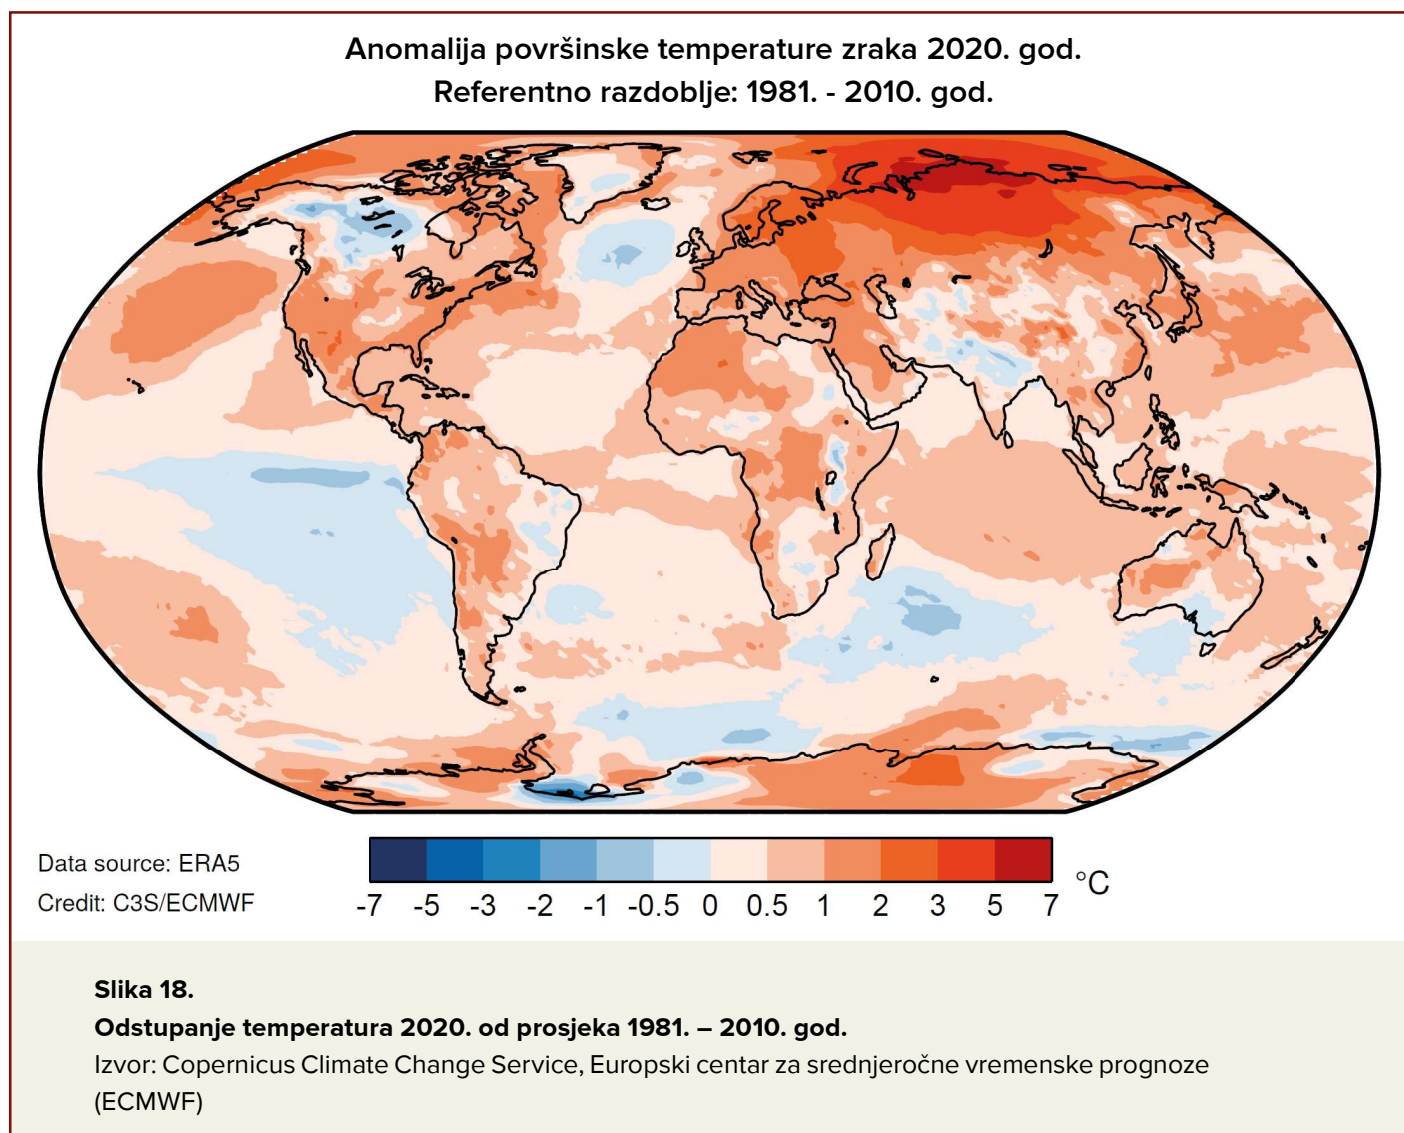 Anomalija površinske temperature zraka 2020. god.
Referentno razdoblje: 1981. - 2010. god.
Data source: ERA5
Credit: C3S/ECMWF
-7 -5 -3 -2 -1 -0.5 0 0.5 1 2 3 5 7
°C
Slika 18.
Odstupanje temperatura 2020. od prosjeka 1981. – 2010. god.
Izvor: Copernicus Climate Change Service, Europski centar za srednjeročne vremenske prognoze
(ECMWF)